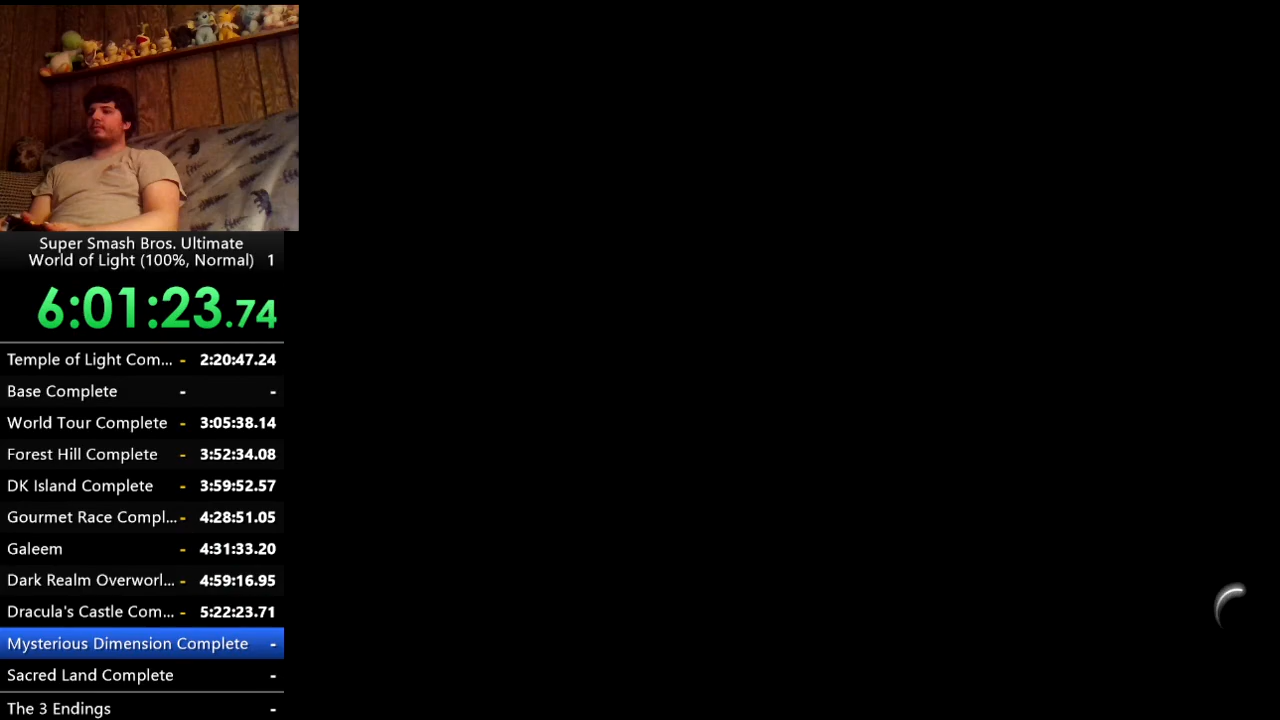 Super Smash Bros. Ultimate
World of Light (100%, Normal) 1
6:01:23.74
Temple of Light Com... - 2:20:47.24
Base Complete - -
World Tour Complete - 3:05:38.14
Forest Hill Complete - 3:52:34.08
DK Island Complete - 3:59:52.57
Gourmet Race Compl... - 4:28:51.05
Galeem - 4:31:33.20
Dark Realm Overworl... - 4:59:16.95
Dracula's Castle Com... - 5:22:23.71
Mysterious Dimension Complete -
Sacred Land Complete -
The 3 Endings -